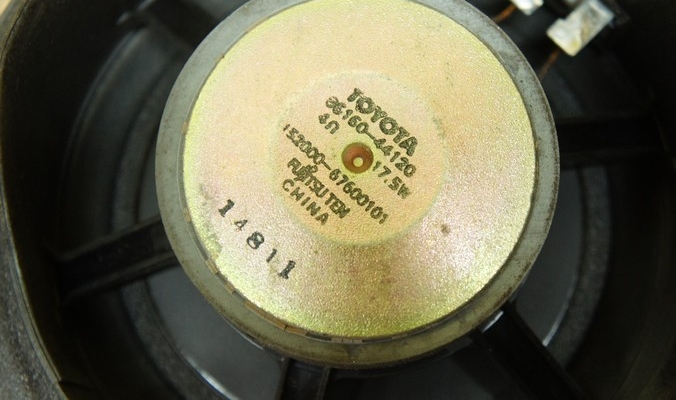 TOYOTA
86160-44120
4Ω 17.5W
152000-67600101
FUJITSU TEN
CHINA
14811